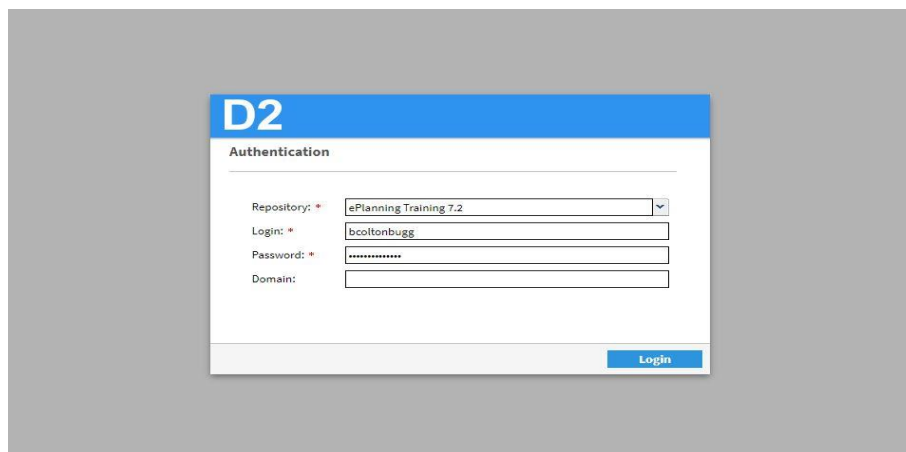 D2
Authentication
Repository: * ePlanning Training 7.2
Login: * bcoltonbugg
Password: * ••••••••••••••
Domain:
Login